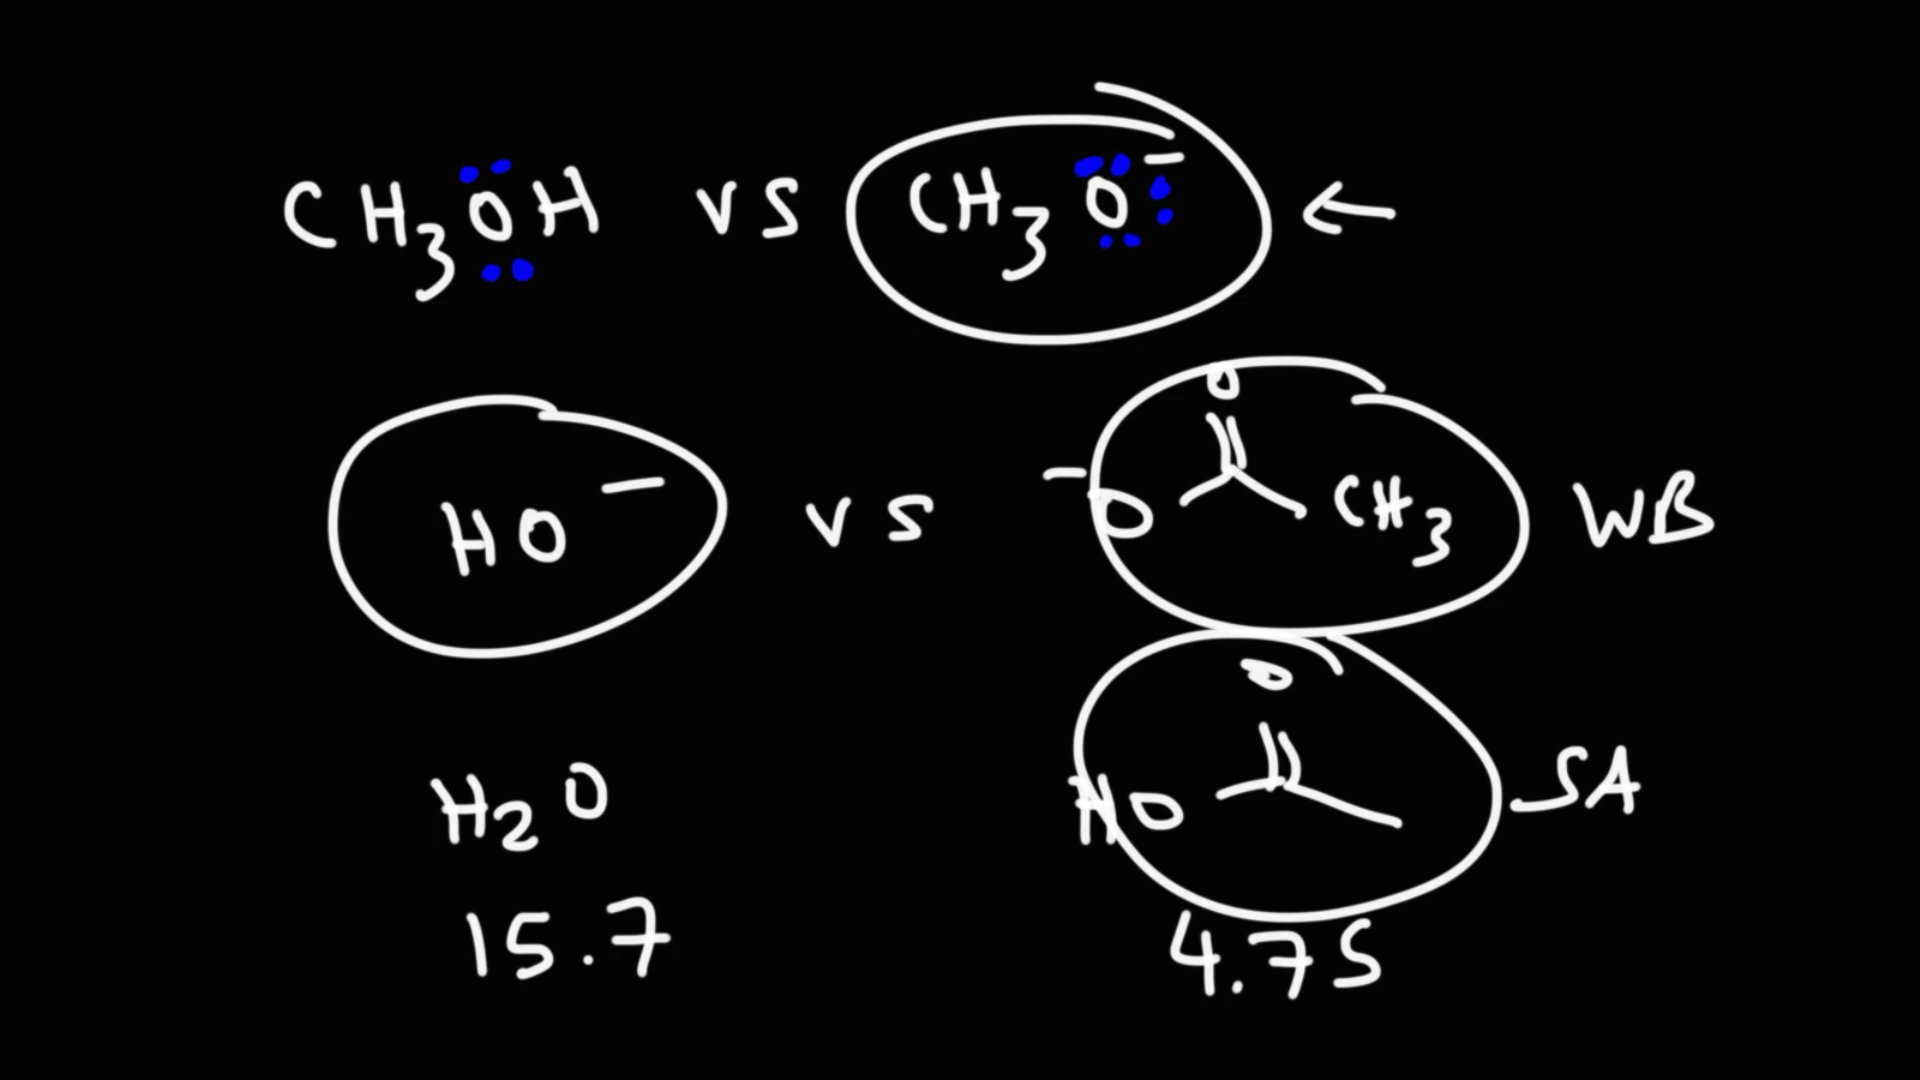 CH3OH vs CH3O⁻ ←
O
HO⁻ vs ⁻O CH3 WB
O
H2O HO SA
15.7 4.75